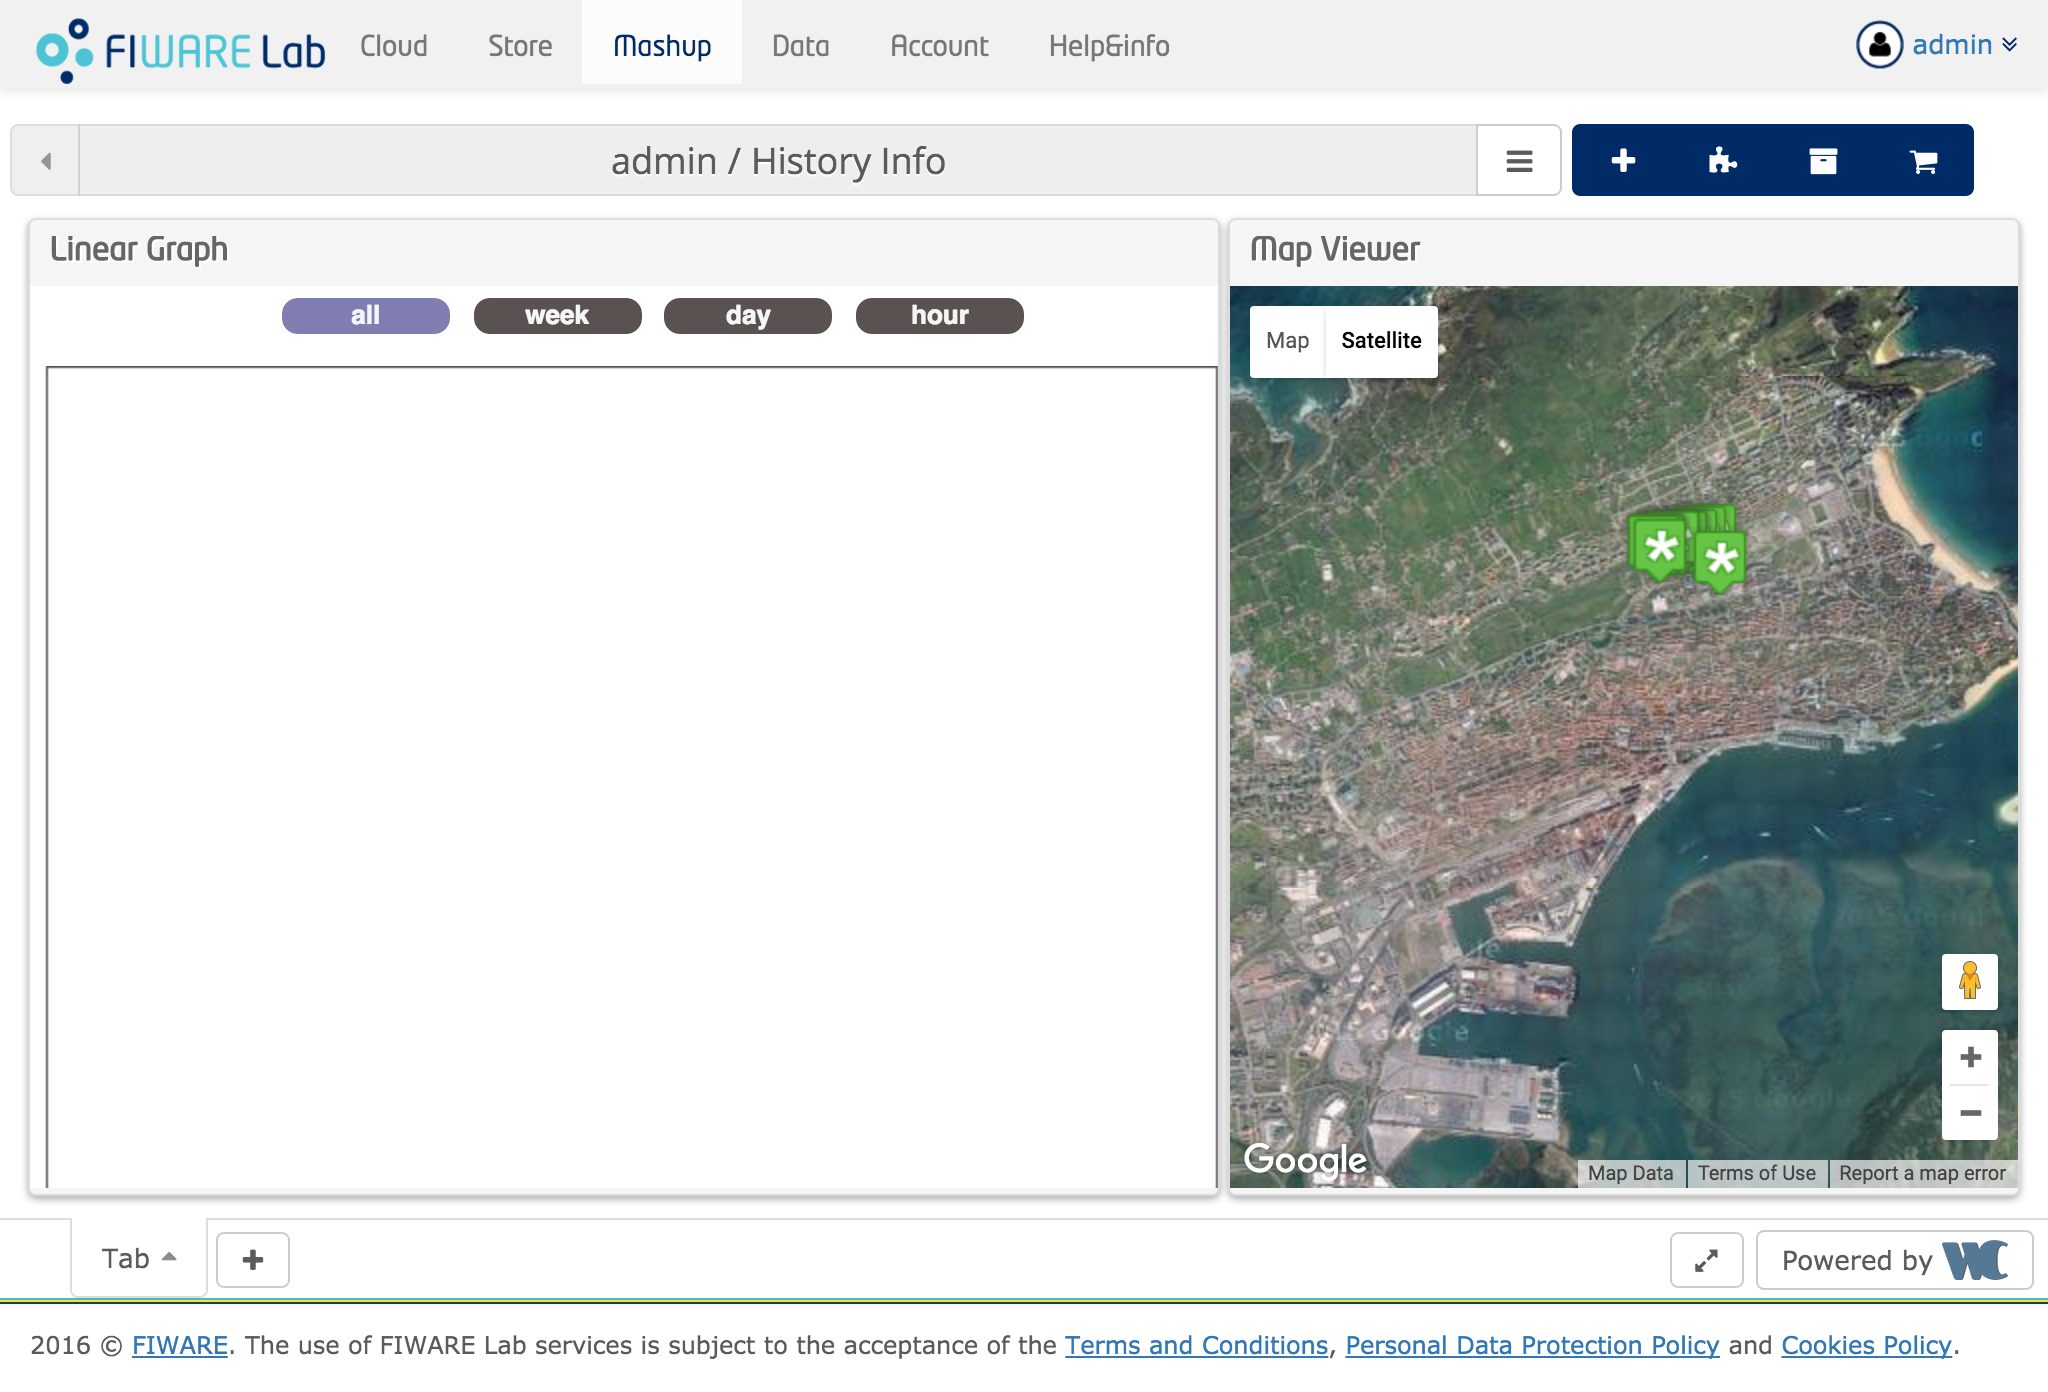 FIWARE Lab Cloud Store Mashup Data Account Help&info admin
admin / History Info
Linear Graph
all week day hour
Map Viewer
Map Satellite
Google
Map Data Terms of Use Report a map error
Tab
Powered by WC
2016 © FIWARE. The use of FIWARE Lab services is subject to the acceptance of the Terms and Conditions, Personal Data Protection Policy and Cookies Policy.